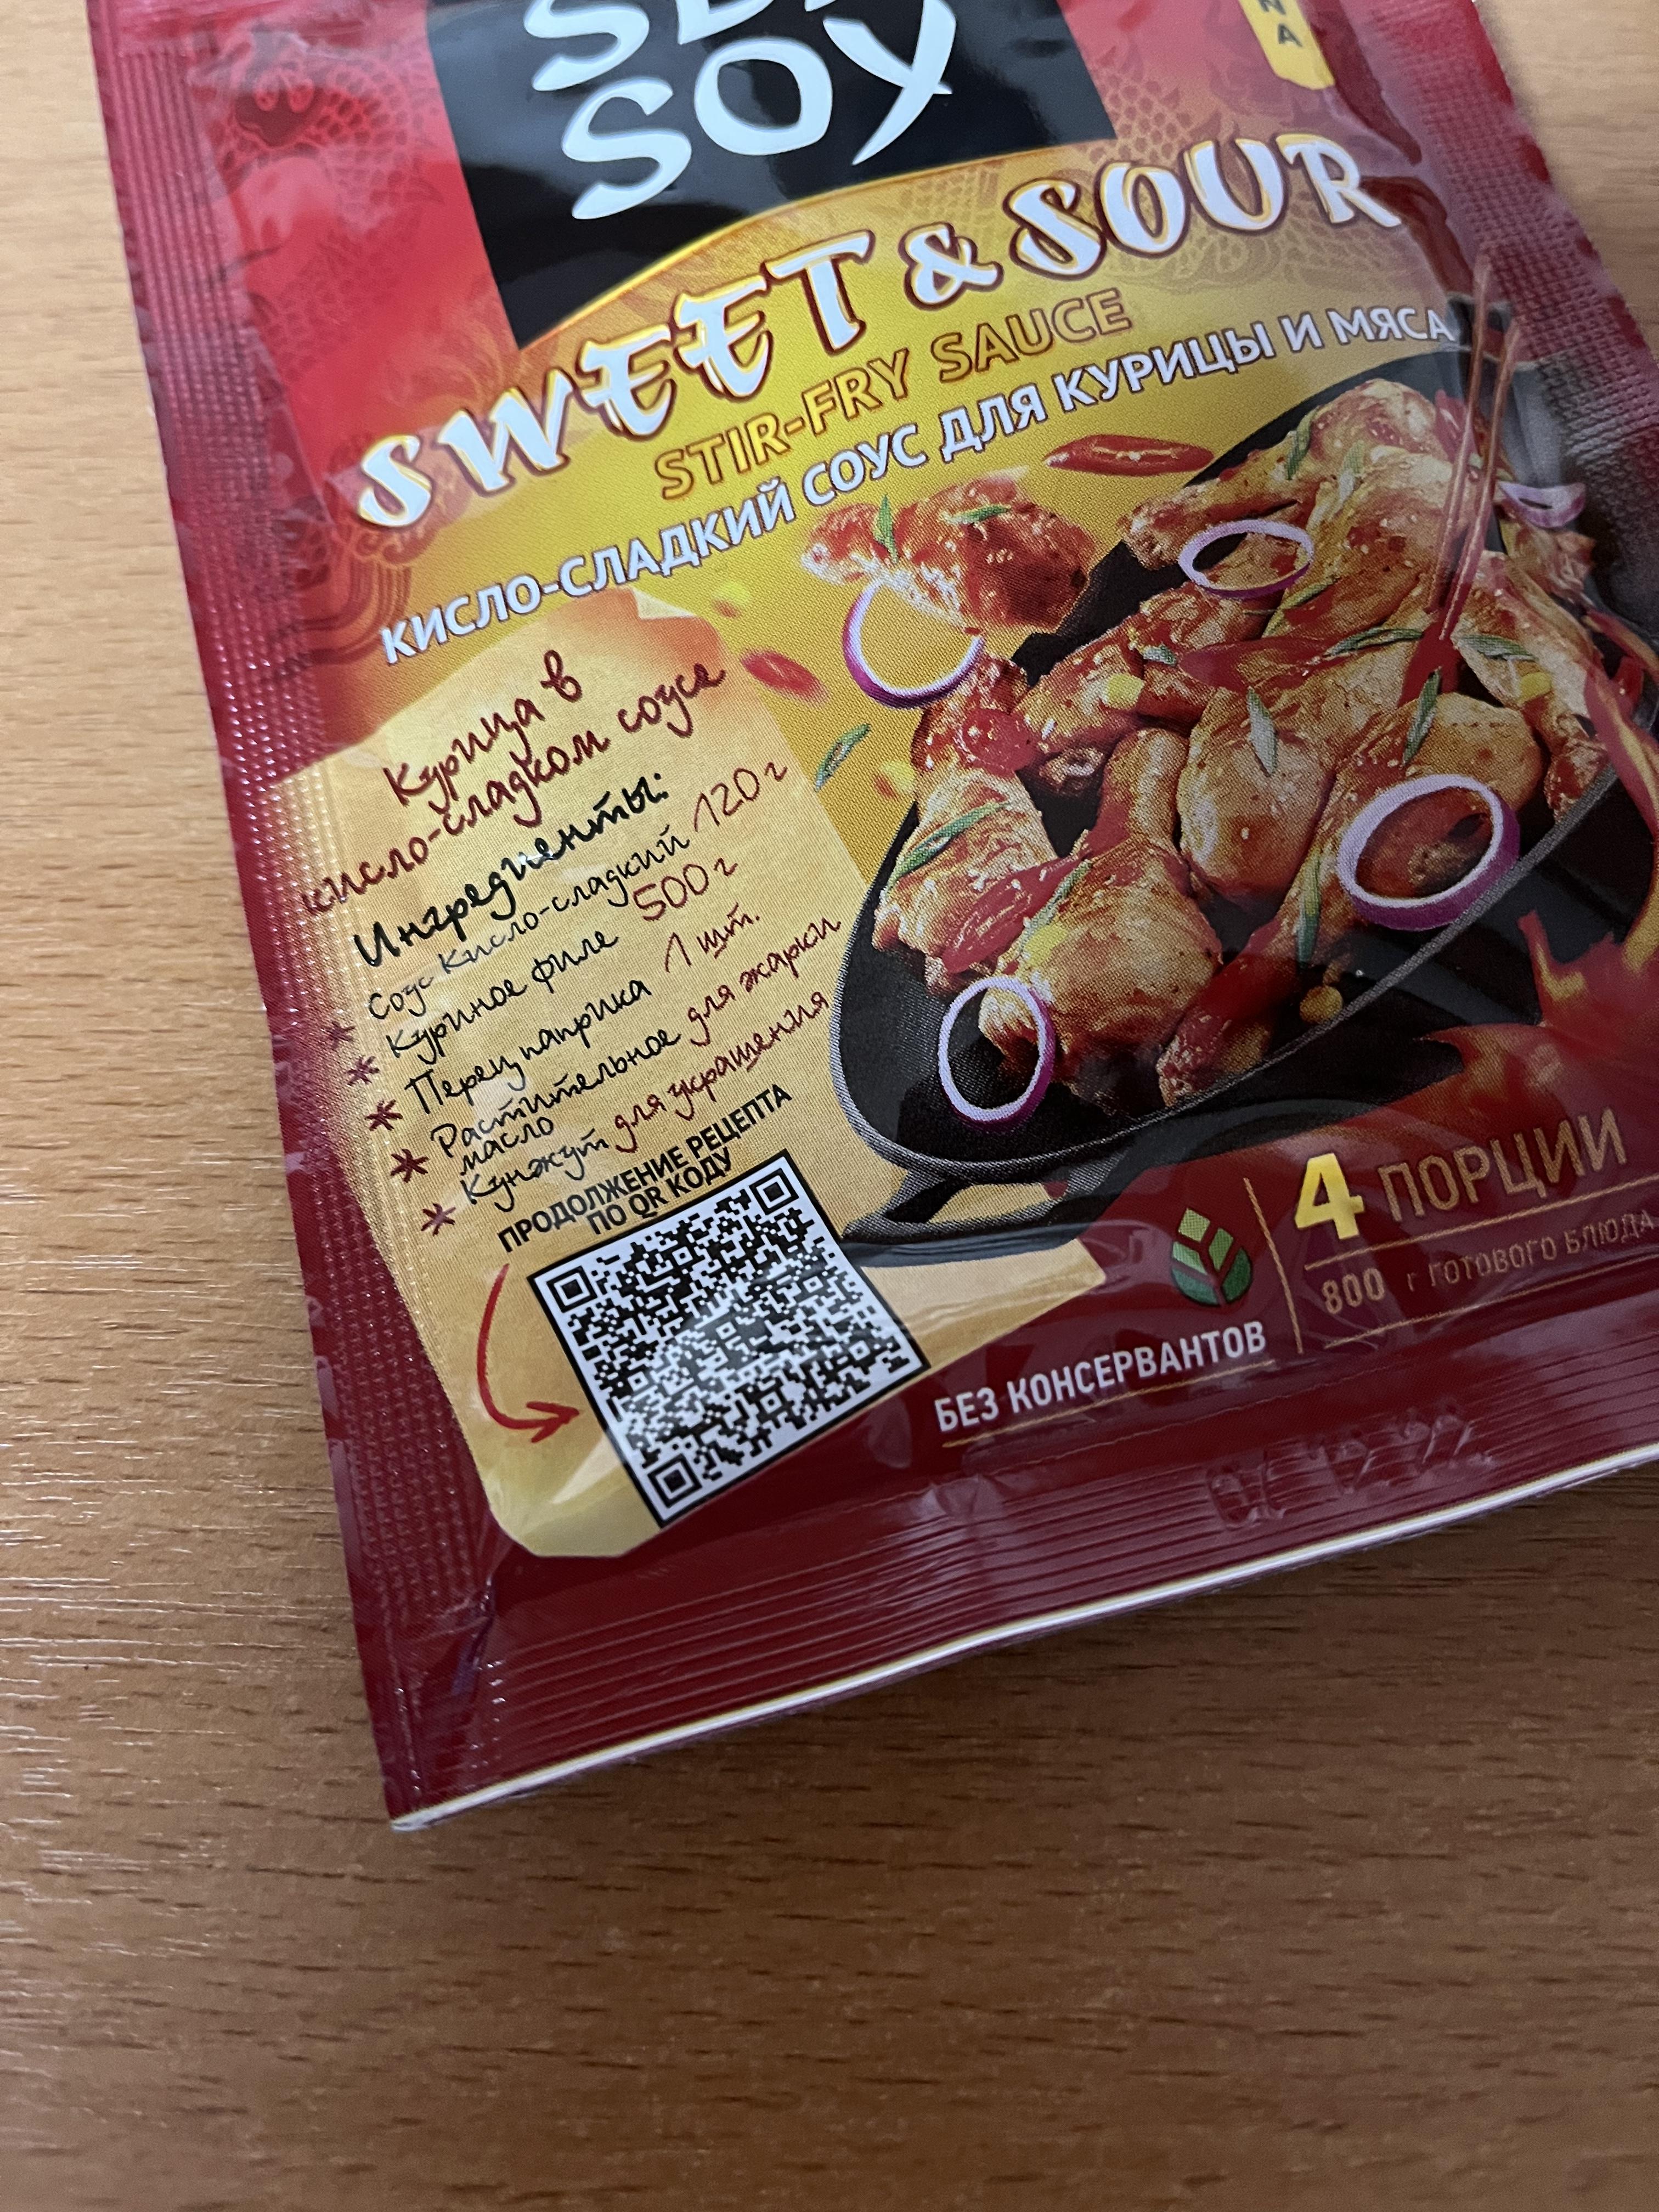 SOY
SWEET & SOUR
STIR-FRY SAUCE
КИСЛО-СЛАДКИЙ СОУС ДЛЯ КУРИЦЫ И МЯСА
Курица в
кисло-сладком соусе
Ингредиенты:
* Соус кисло-сладкий 120 г
* Куриное филе 500 г
* Перец паприка 1 шт.
* Растительное для жарки
масло
* Кунжут для украшения
ПРОДОЛЖЕНИЕ РЕЦЕПТА
ПО QR КОДУ
БЕЗ КОНСЕРВАНТОВ
4 ПОРЦИИ
800 г ГОТОВОГО БЛЮДА